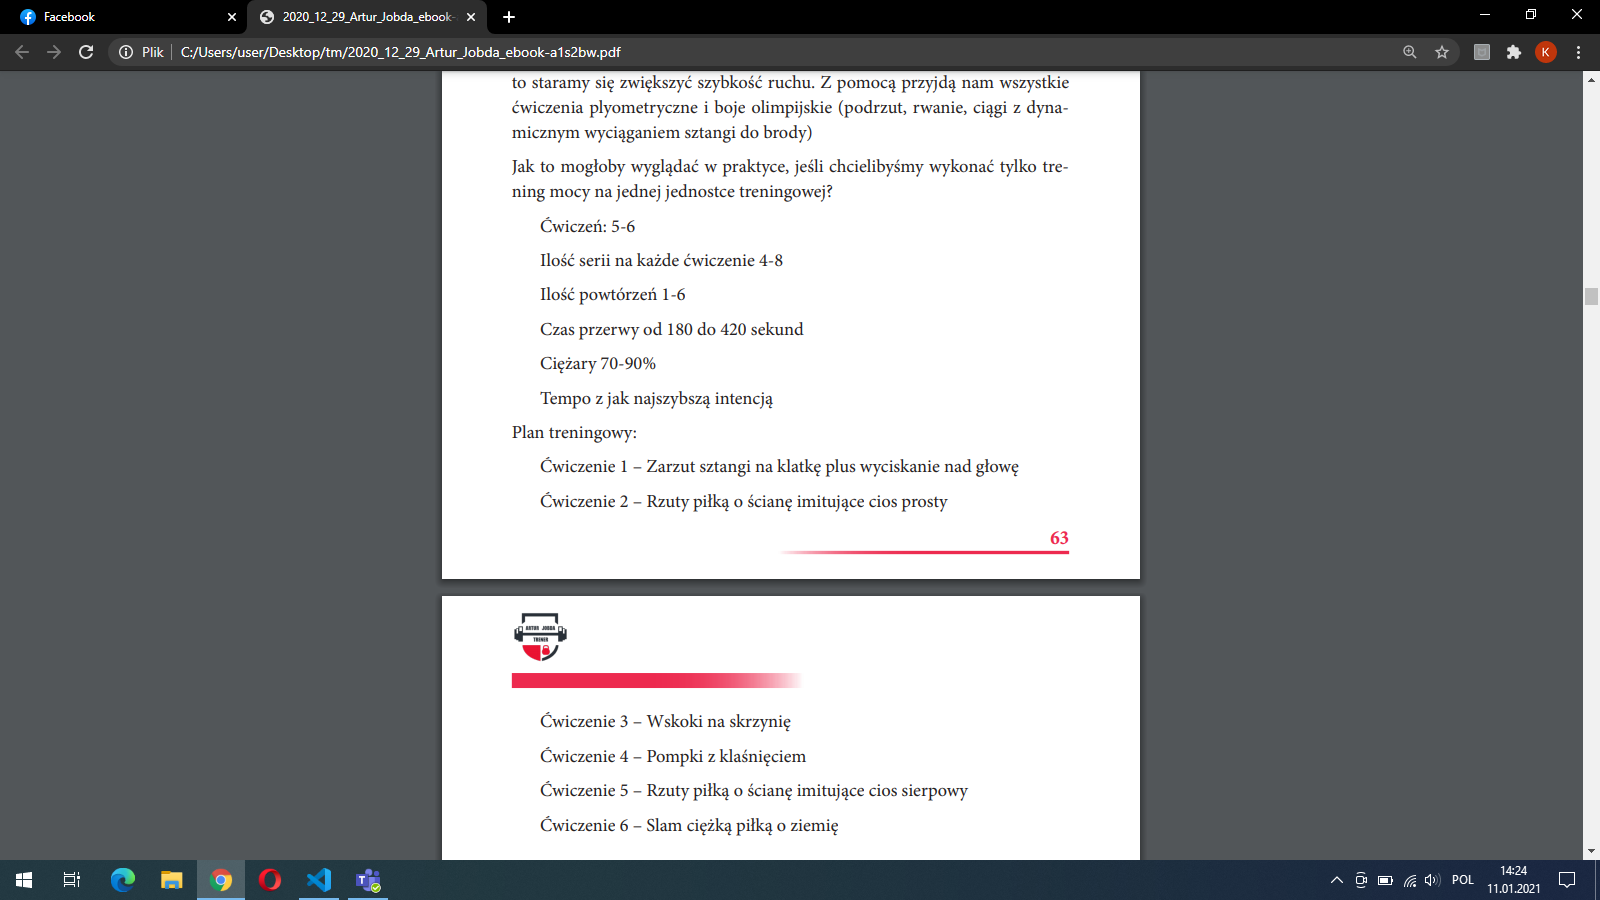 Facebook
2020_12_29_Artur_Jobda_ebook-
Plik
C:/Users/user/Desktop/tm/2020_12_29_Artur_Jobda_ebook-a1s2bw.pdf
K
to staramy się zwiększyć szybkość ruchu. Z pomocą przyjdą nam wszystkie
ćwiczenia plyometryczne i boje olimpijskie (podrzut, rwanie, ciągi z dyna-
micznym wyciąganiem sztangi do brody)
Jak to mogłoby wyglądać w praktyce, jeśli chcielibyśmy wykonać tylko tre-
ning mocy na jednej jednostce treningowej?
Ćwiczeń: 5-6
Ilość serii na każde ćwiczenie 4-8
Ilość powtórzeń 1-6
Czas przerwy od 180 do 420 sekund
Ciężary 70-90%
Tempo z jak najszybszą intencją
Plan treningowy:
Ćwiczenie 1 – Zarzut sztangi na klatkę plus wyciskanie nad głowę
Ćwiczenie 2 – Rzuty piłką o ścianę imitujące cios prosty
63
ARTUR JOBDA
TRENER
Ćwiczenie 3 – Wskoki na skrzynię
Ćwiczenie 4 – Pompki z klaśnięciem
Ćwiczenie 5 – Rzuty piłką o ścianę imitujące cios sierpowy
Ćwiczenie 6 – Slam ciężką piłką o ziemię
POL
14:24
11.01.2021